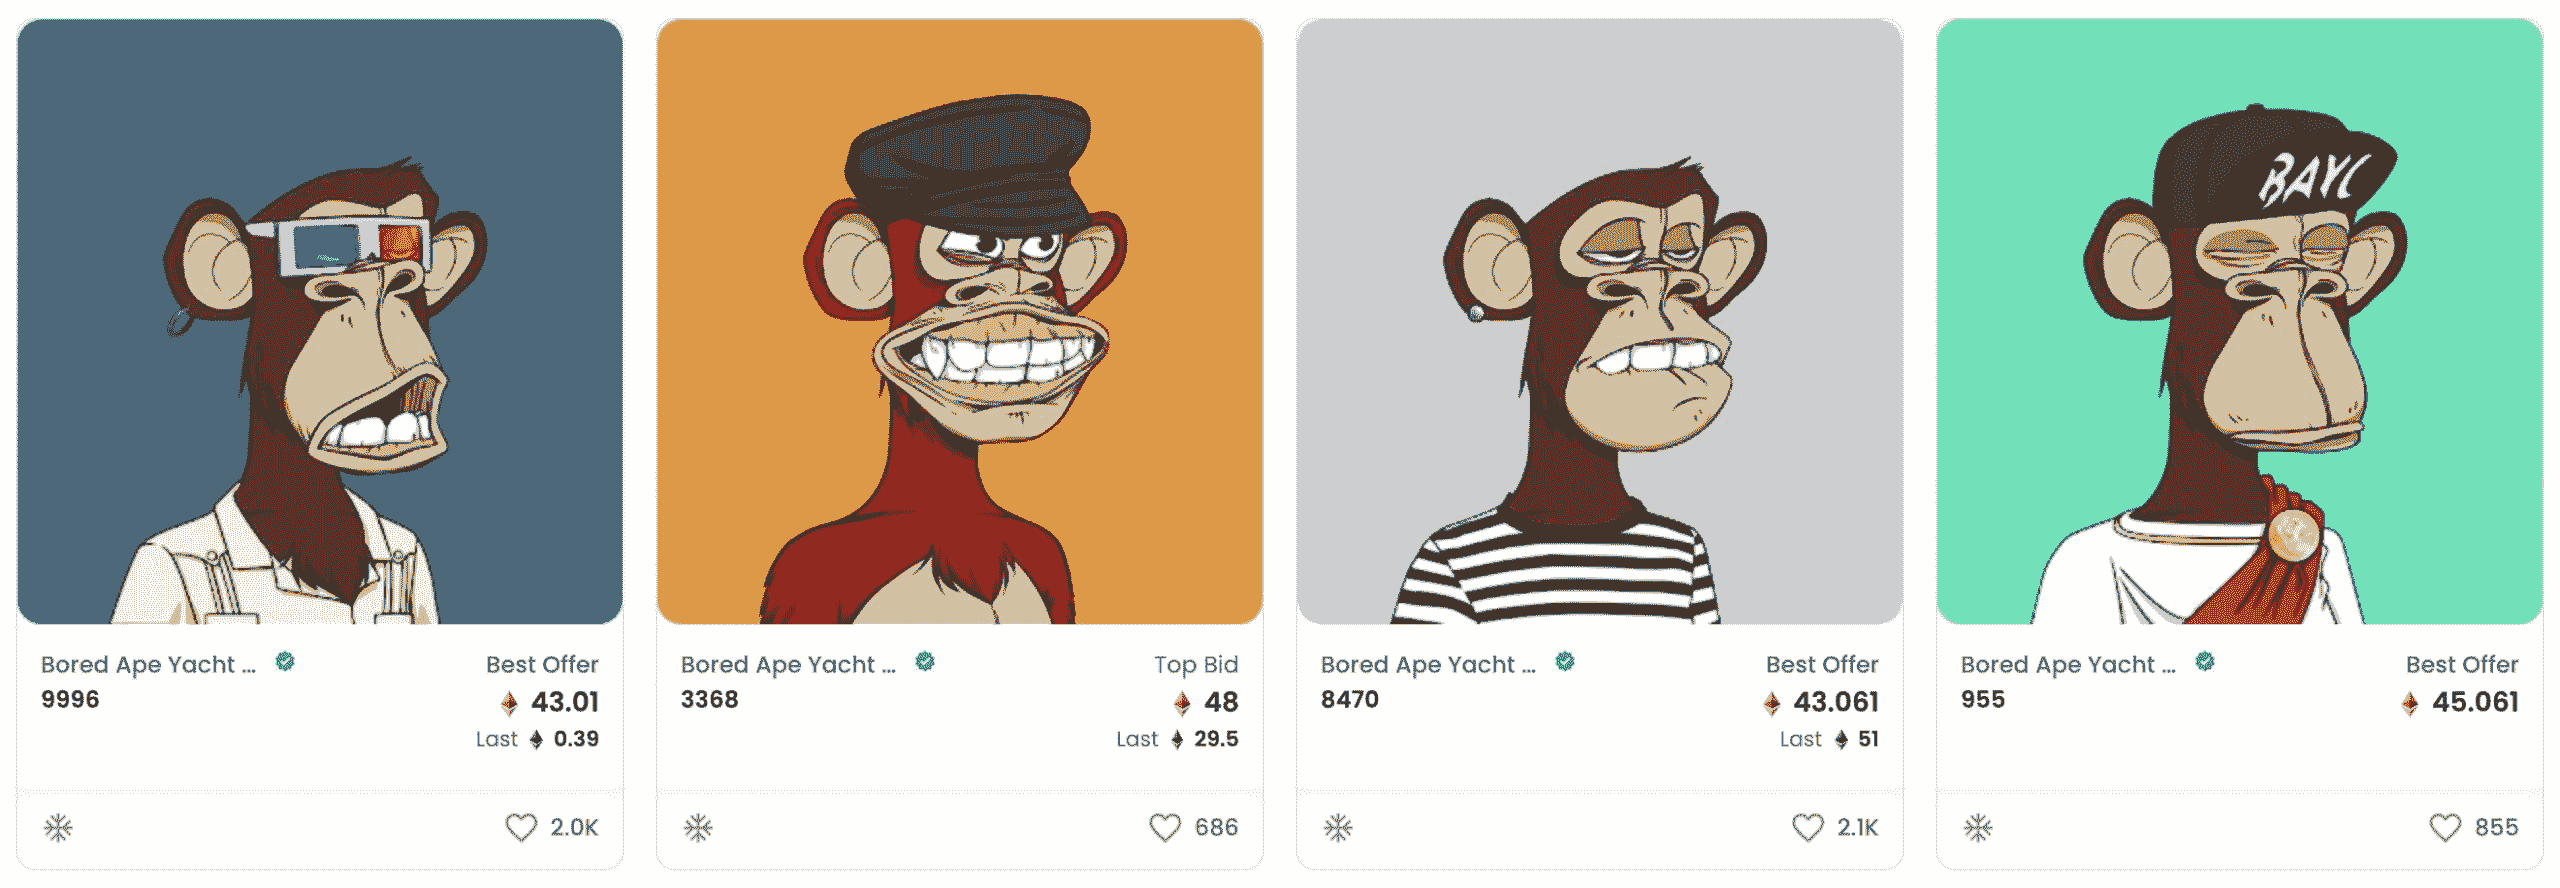 BAYC
Bored Ape Yacht ...
Best Offer
9996
43.01
Last 0.39
2.0K
Bored Ape Yacht ...
Top Bid
3368
48
Last 29.5
686
Bored Ape Yacht ...
Best Offer
8470
43.061
Last 51
2.1K
Bored Ape Yacht ...
Best Offer
955
45.061
855